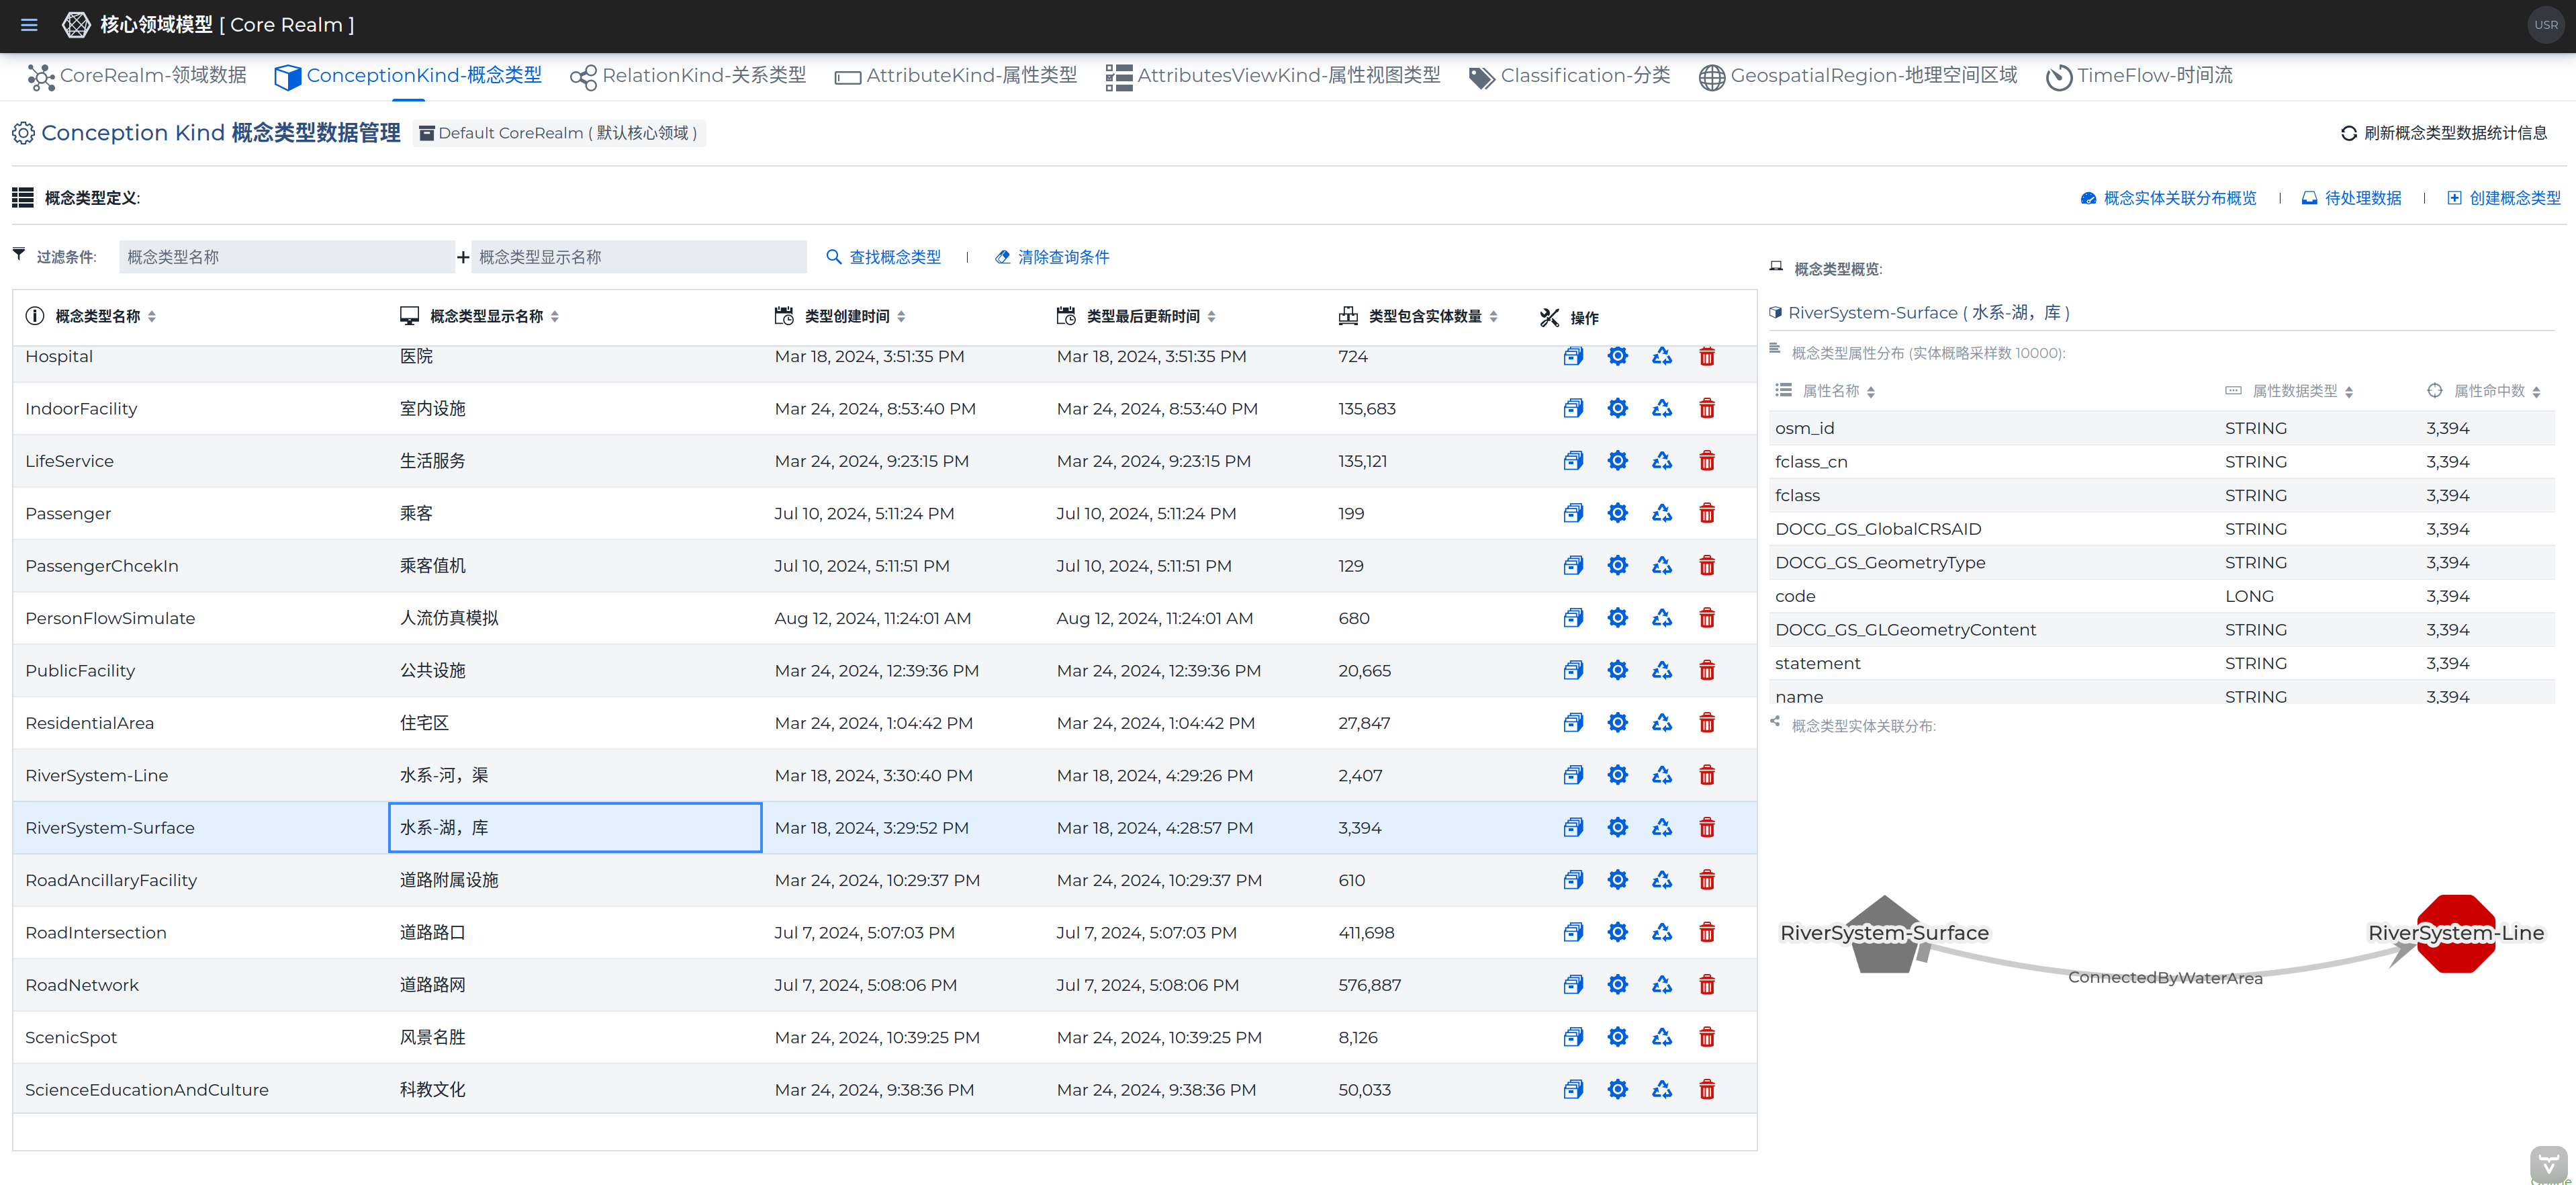 核心领域模型 [ Core Realm ]
USR
CoreRealm-领域数据
ConceptionKind-概念类型
RelationKind-关系类型
AttributeKind-属性类型
AttributesViewKind-属性视图类型
Classification-分类
GeospatialRegion-地理空间区域
TimeFlow-时间流
Conception Kind 概念类型数据管理
Default CoreRealm ( 默认核心领域 )
刷新概念类型数据统计信息
概念类型定义:
概念实体关联分布概览
待处理数据
创建概念类型
过滤条件: 概念类型名称 + 概念类型显示名称 查找概念类型 清除查询条件
概念类型名称 概念类型显示名称 类型创建时间 类型最后更新时间 类型包含实体数量 操作
Hospital 医院 Mar 18, 2024, 3:51:35 PM Mar 18, 2024, 3:51:35 PM 724
IndoorFacility 室内设施 Mar 24, 2024, 8:53:40 PM Mar 24, 2024, 8:53:40 PM 135,683
LifeService 生活服务 Mar 24, 2024, 9:23:15 PM Mar 24, 2024, 9:23:15 PM 135,121
Passenger 乘客 Jul 10, 2024, 5:11:24 PM Jul 10, 2024, 5:11:24 PM 199
PassengerChcekIn 乘客值机 Jul 10, 2024, 5:11:51 PM Jul 10, 2024, 5:11:51 PM 129
PersonFlowSimulate 人流仿真模拟 Aug 12, 2024, 11:24:01 AM Aug 12, 2024, 11:24:01 AM 680
PublicFacility 公共设施 Mar 24, 2024, 12:39:36 PM Mar 24, 2024, 12:39:36 PM 20,665
ResidentialArea 住宅区 Mar 24, 2024, 1:04:42 PM Mar 24, 2024, 1:04:42 PM 27,847
RiverSystem-Line 水系-河，渠 Mar 18, 2024, 3:30:40 PM Mar 18, 2024, 4:29:26 PM 2,407
RiverSystem-Surface 水系-湖，库 Mar 18, 2024, 3:29:52 PM Mar 18, 2024, 4:28:57 PM 3,394
RoadAncillaryFacility 道路附属设施 Mar 24, 2024, 10:29:37 PM Mar 24, 2024, 10:29:37 PM 610
RoadIntersection 道路路口 Jul 7, 2024, 5:07:03 PM Jul 7, 2024, 5:07:03 PM 411,698
RoadNetwork 道路路网 Jul 7, 2024, 5:08:06 PM Jul 7, 2024, 5:08:06 PM 576,887
ScenicSpot 风景名胜 Mar 24, 2024, 10:39:25 PM Mar 24, 2024, 10:39:25 PM 8,126
ScienceEducationAndCulture 科教文化 Mar 24, 2024, 9:38:36 PM Mar 24, 2024, 9:38:36 PM 50,033
概念类型概览:
RiverSystem-Surface ( 水系-湖，库 )
概念类型属性分布 (实体概略采样数 10000):
属性名称 属性数据类型 属性命中数
osm_id STRING 3,394
fclass_cn STRING 3,394
fclass STRING 3,394
DOCG_GS_GlobalCRSAID STRING 3,394
DOCG_GS_GeometryType STRING 3,394
code LONG 3,394
DOCG_GS_GLGeometryContent STRING 3,394
statement STRING 3,394
name STRING 3,394
概念类型实体关联分布:
RiverSystem-Surface
RiverSystem-Line
ConnectedByWaterArea